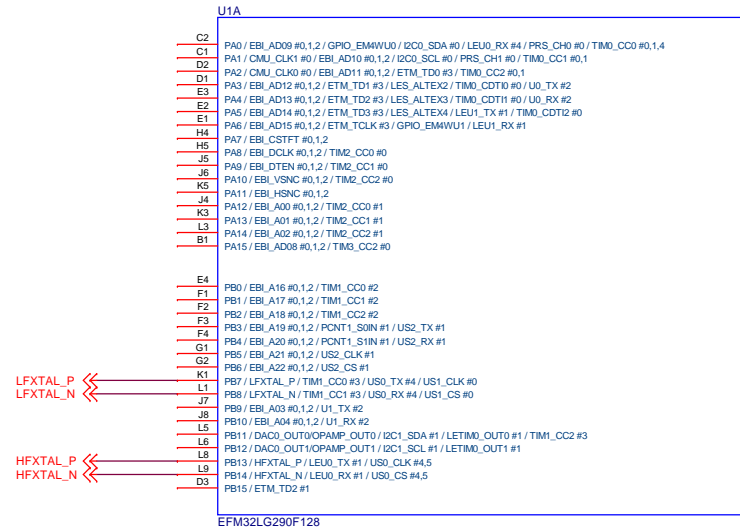 U1A
C2 PA0 / EBI_AD09 #0,1,2 / GPIO_EM4WU0 / I2C0_SDA #0 / LEU0_RX #4 / PRS_CH0 #0 / TIM0_CC0 #0,1,4
C1 PA1 / CMU_CLK1 #0 / EBI_AD10 #0,1,2 / I2C0_SCL #0 / PRS_CH1 #0 / TIM0_CC1 #0,1
D2 PA2 / CMU_CLK0 #0 / EBI_AD11 #0,1,2 / ETM_TD0 #3 / TIM0_CC2 #0,1
D1 PA3 / EBI_AD12 #0,1,2 / ETM_TD1 #3 / LES_ALTEX2 / TIM0_CDTI0 #0 / U0_TX #2
E3 PA4 / EBI_AD13 #0,1,2 / ETM_TD2 #3 / LES_ALTEX3 / TIM0_CDTI1 #0 / U0_RX #2
E2 PA5 / EBI_AD14 #0,1,2 / ETM_TD3 #3 / LES_ALTEX4 / LEU1_TX #1 / TIM0_CDTI2 #0
E1 PA6 / EBI_AD15 #0,1,2 / ETM_TCLK #3 / GPIO_EM4WU1 / LEU1_RX #1
H4 PA7 / EBI_CSTFT #0,1,2
H5 PA8 / EBI_DCLK #0,1,2 / TIM2_CC0 #0
J5 PA9 / EBI_DTEN #0,1,2 / TIM2_CC1 #0
J6 PA10 / EBI_VSNC #0,1,2 / TIM2_CC2 #0
K5 PA11 / EBI_HSNC #0,1,2
J4 PA12 / EBI_A00 #0,1,2 / TIM2_CC0 #1
K3 PA13 / EBI_A01 #0,1,2 / TIM2_CC1 #1
L3 PA14 / EBI_A02 #0,1,2 / TIM2_CC2 #1
B1 PA15 / EBI_AD08 #0,1,2 / TIM3_CC2 #0
E4 PB0 / EBI_A16 #0,1,2 / TIM1_CC0 #2
F1 PB1 / EBI_A17 #0,1,2 / TIM1_CC1 #2
F2 PB2 / EBI_A18 #0,1,2 / TIM1_CC2 #2
F3 PB3 / EBI_A19 #0,1,2 / PCNT1_S0IN #1 / US2_TX #1
F4 PB4 / EBI_A20 #0,1,2 / PCNT1_S1IN #1 / US2_RX #1
G1 PB5 / EBI_A21 #0,1,2 / US2_CLK #1
G2 PB6 / EBI_A22 #0,1,2 / US2_CS #1
LFXTAL_P K1 PB7 / LFXTAL_P / TIM1_CC0 #3 / US0_TX #4 / US1_CLK #0
LFXTAL_N L1 PB8 / LFXTAL_N / TIM1_CC1 #3 / US0_RX #4 / US1_CS #0
J7 PB9 / EBI_A03 #0,1,2 / U1_TX #2
J8 PB10 / EBI_A04 #0,1,2 / U1_RX #2
L5 PB11 / DAC0_OUT0/OPAMP_OUT0 / I2C1_SDA #1 / LETIM0_OUT0 #1 / TIM1_CC2 #3
L6 PB12 / DAC0_OUT1/OPAMP_OUT1 / I2C1_SCL #1 / LETIM0_OUT1 #1
HFXTAL_P L8 PB13 / HFXTAL_P / LEU0_TX #1 / US0_CLK #4,5
HFXTAL_N L9 PB14 / HFXTAL_N / LEU0_RX #1 / US0_CS #4,5
D3 PB15 / ETM_TD2 #1
EFM32LG290F128